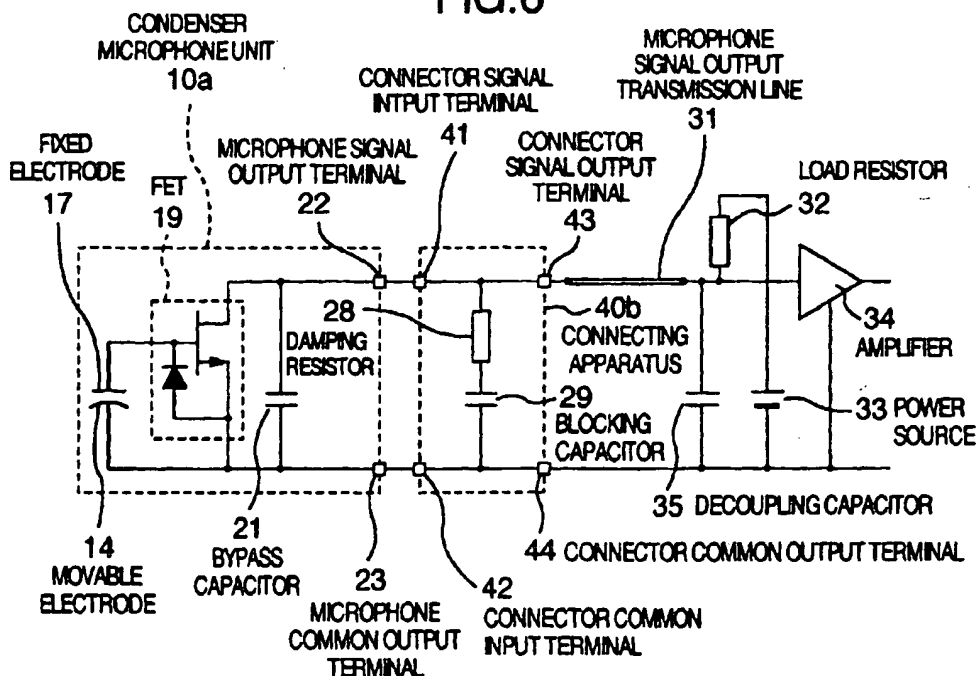 FIG.6
CONDENSER
MICROPHONE UNIT
10a
MICROPHONE
SIGNAL OUTPUT
TRANSMISSION LINE
31
CONNECTOR SIGNAL
INTPUT TERMINAL
41
FIXED
ELECTRODE
17
FET
19
MICROPHONE SIGNAL
OUTPUT TERMINAL
22
CONNECTOR
SIGNAL OUTPUT
TERMINAL
43
LOAD RESISTOR
32
28
DAMPING
RESISTOR
40b
CONNECTING
APPARATUS
34
AMPLIFIER
29
BLOCKING
CAPACITOR
33 POWER
SOURCE
35 DECOUPLING CAPACITOR
14
MOVABLE
ELECTRODE
21
BYPASS
CAPACITOR
23
MICROPHONE
COMMON OUTPUT
TERMINAL
42
CONNECTOR COMMON
INPUT TERMINAL
44 CONNECTOR COMMON OUTPUT TERMINAL